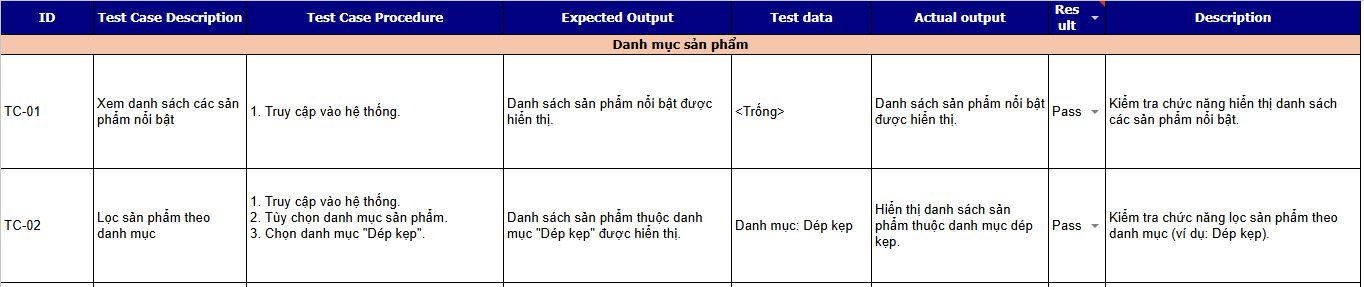 ID
Test Case Description
Test Case Procedure
Expected Output
Test data
Actual output
Res
ult
Description
Danh mục sản phẩm
TC-01
Xem danh sách các sản
phẩm nổi bật
1. Truy cập vào hệ thống.
Danh sách sản phẩm nổi bật được
hiển thị.
<Trống>
Danh sách sản phẩm nổi bật
được hiển thị.
Pass
Kiểm tra chức năng hiển thị danh sách
các sản phẩm nổi bật.
TC-02
Lọc sản phẩm theo
danh mục
1. Truy cập vào hệ thống.
2. Tùy chọn danh mục sản phẩm.
3. Chọn danh mục "Dép kẹp".
Danh sách sản phẩm thuộc danh
mục "Dép kẹp" được hiển thị.
Danh mục: Dép kẹp
Hiển thị danh sách sản
phẩm thuộc danh mục dép
kẹp.
Pass
Kiểm tra chức năng lọc sản phẩm theo
danh mục (ví dụ: Dép kẹp).